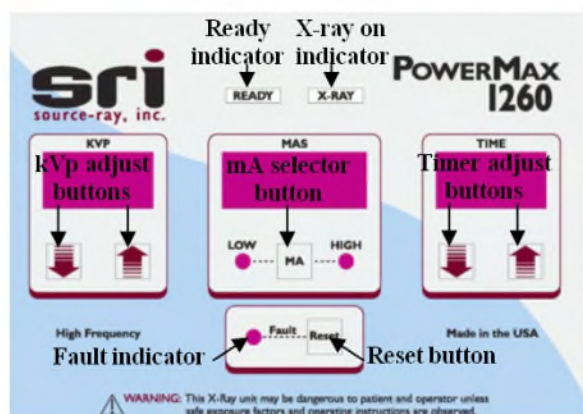 Ready X-ray on
indicator indicator
sri
source-ray, inc.
READY X-RAY
POWERMAX
1260
KVP
kVp adjust
buttons
MAS
mA selector
button
LOW MA HIGH
TIME
Timer adjust
buttons
High Frequency
Fault Reset
Made in the USA
Fault indicator Reset button
WARNING: This X-Ray unit may be dangerous to patient and operator unless
safe exposure factors and operating instructions are observed.